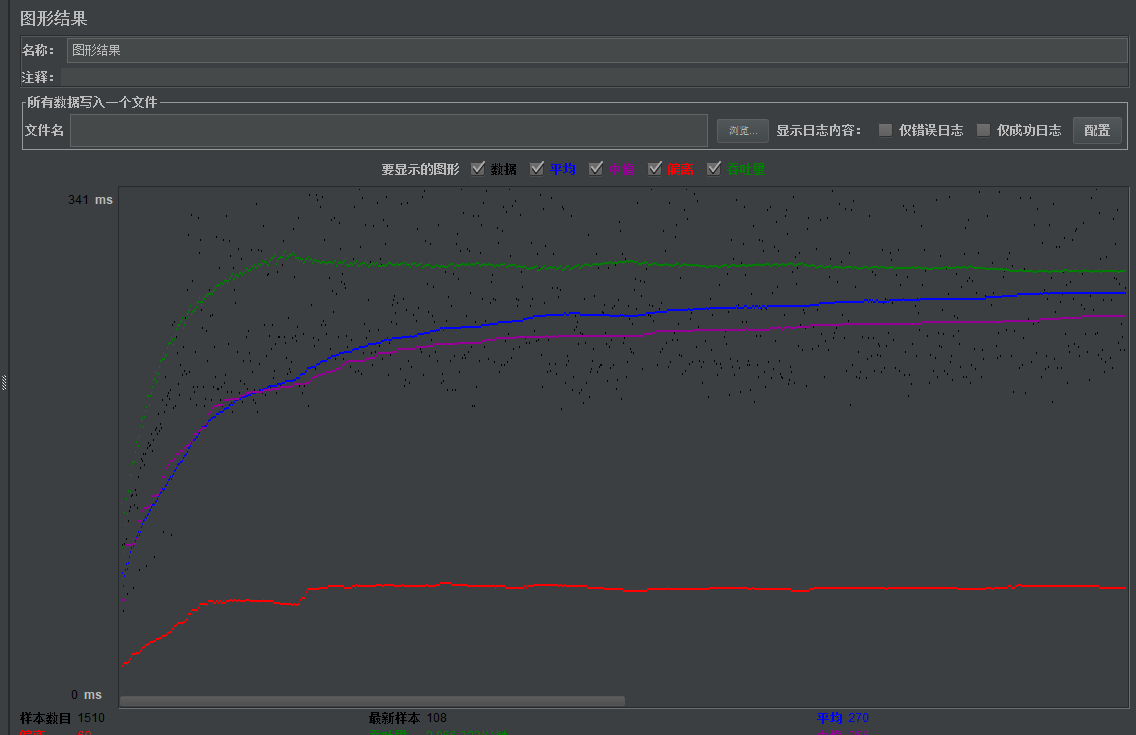 图形结果
名称： 图形结果
注释：
所有数据写入一个文件
文件名 浏览... 显示日志内容： 仅错误日志 仅成功日志 配置
要显示的图形 数据 平均 中值 偏离 吞吐量
341 ms
0 ms
样本数目 1510 最新样本 108 平均 270